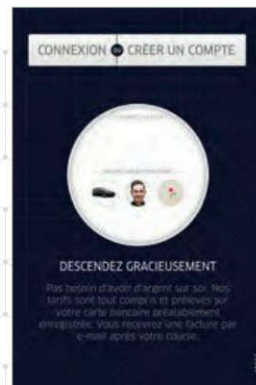 CONNEXION OU CRÉER UN COMPTE
DESCENDEZ GRACIEUSEMENT
Pas besoin d'avoir d'argent sur soi. Nos
tarifs sont tout compris et prélevés sur
votre carte bancaire préalablement
enregistrée. Vous recevrez une facture par
e-mail après votre course.